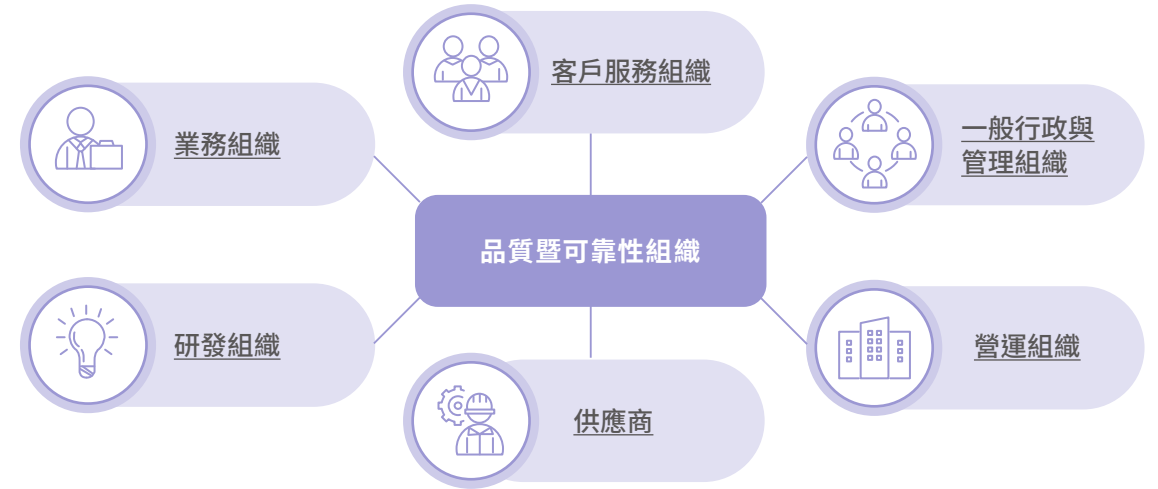 客戶服務組織
業務組織
一般行政與
管理組織
品質暨可靠性組織
研發組織
營運組織
供應商